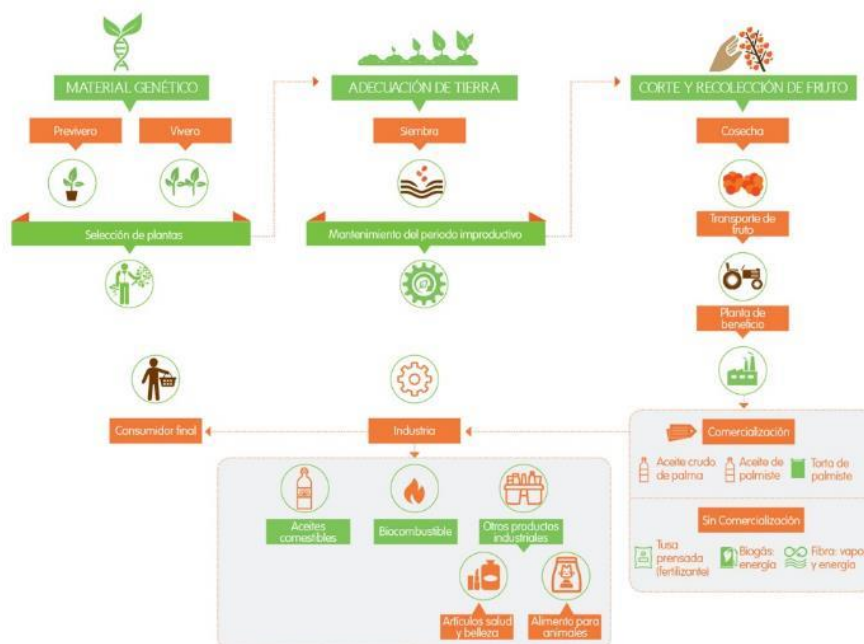 MATERIAL GENÉTICO
Previvero
Vivero
Selección de plantas
ADECUACIÓN DE TIERRA
Siembra
Mantenimiento del periodo improductivo
CORTE Y RECOLECCIÓN DE FRUTO
Cosecha
Transporte de
fruto
Planta de
beneficio
Consumidor final
Industria
Comercialización
Aceite crudo
de palma
Aceite de
palmiste
Torta de
palmiste
Sin Comercialización
Tusa
prensada
(fertilizante)
Biogás:
energía
Fibra: vapo
y energía
Aceites
comestibles
Biocombustible
Otros productos
industriales
Artículos salud
y belleza
Alimento para
animales